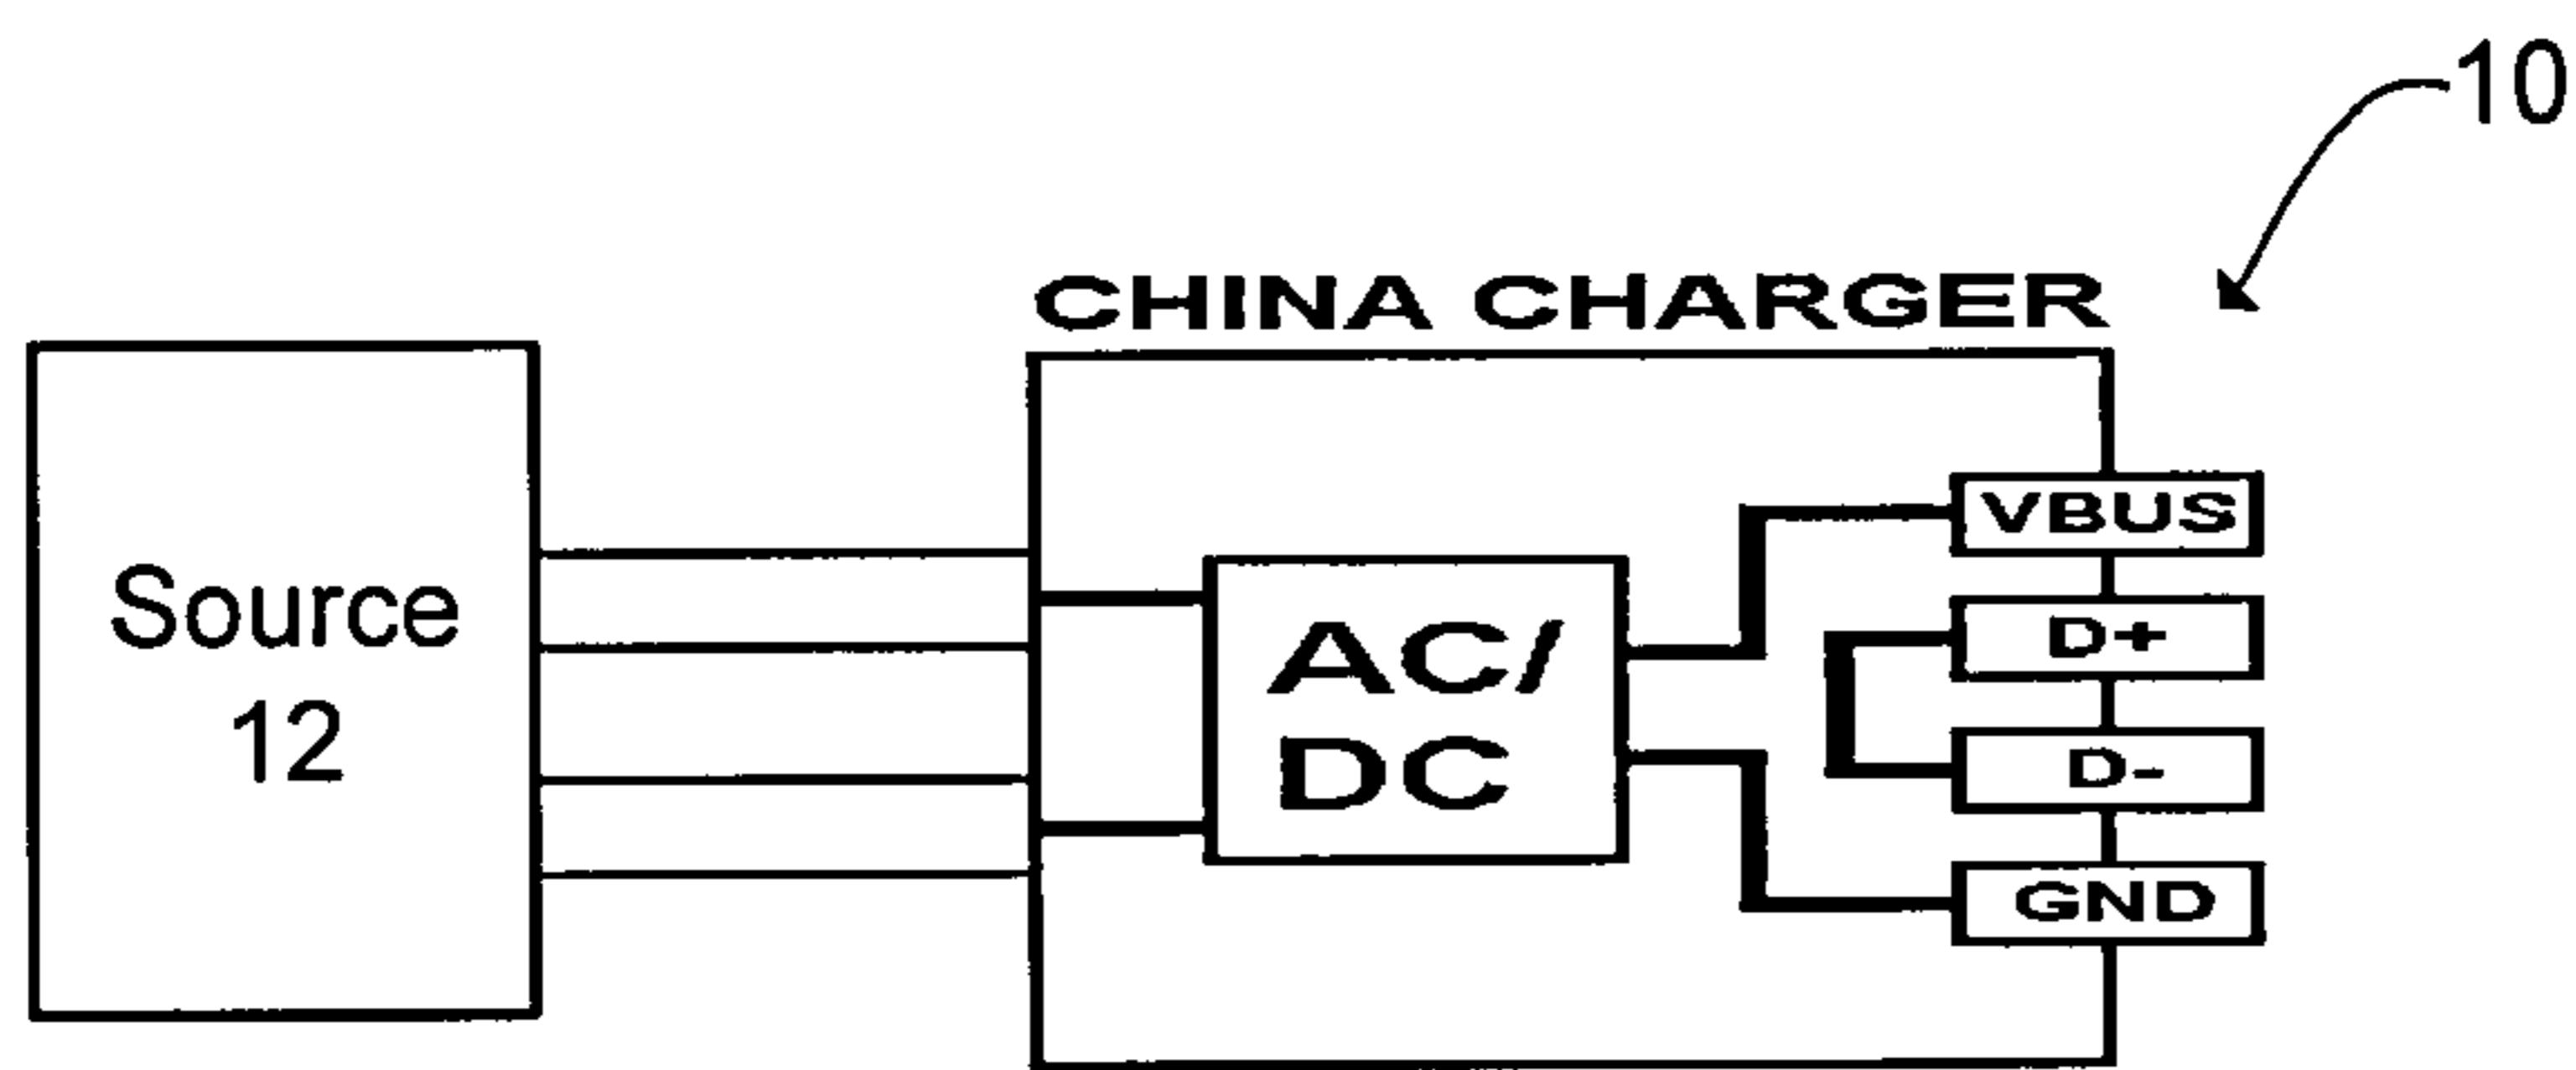 10
CHINA CHARGER
Source
12
AC/
DC
VBUS
D+
D-
GND